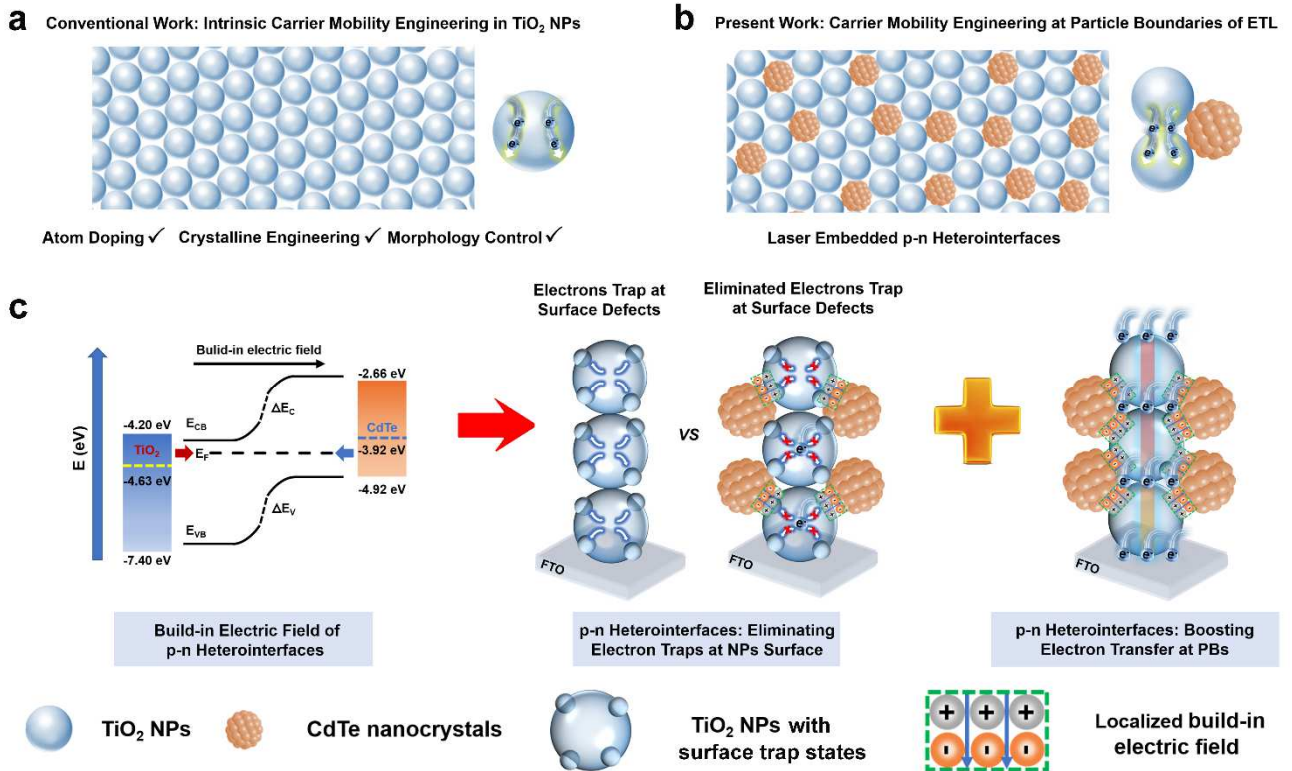 a
Conventional Work: Intrinsic Carrier Mobility Engineering in TiO₂ NPs
e⁻ e⁻
e⁻ e⁻
Atom Doping ✓ Crystalline Engineering ✓ Morphology Control ✓
b
Present Work: Carrier Mobility Engineering at Particle Boundaries of ETL
e⁻ e⁻
e⁻ e⁻
Laser Embedded p-n Heterointerfaces
c
E (eV)
Bulid-in electric field
-2.66 eV
ΔE_C
-4.20 eV
E_CB
CdTe
TiO₂
E_F
-3.92 eV
-4.63 eV
-4.92 eV
ΔE_V
E_VB
-7.40 eV
Build-in Electric Field of
p-n Heterointerfaces
Electrons Trap at
Surface Defects
VS
Eliminated Electrons Trap
at Surface Defects
e⁻
e⁻
FTO
FTO
p-n Heterointerfaces: Eliminating
Electron Traps at NPs Surface
e⁻ e⁻ e⁻
e⁻ e⁻ e⁻
e⁻ e⁻ e⁻
e⁻ e⁻ e⁻
FTO
p-n Heterointerfaces: Boosting
Electron Transfer at PBs
TiO₂ NPs
CdTe nanocrystals
TiO₂ NPs with
surface trap states
+ + +
- - -
Localized build-in
electric field